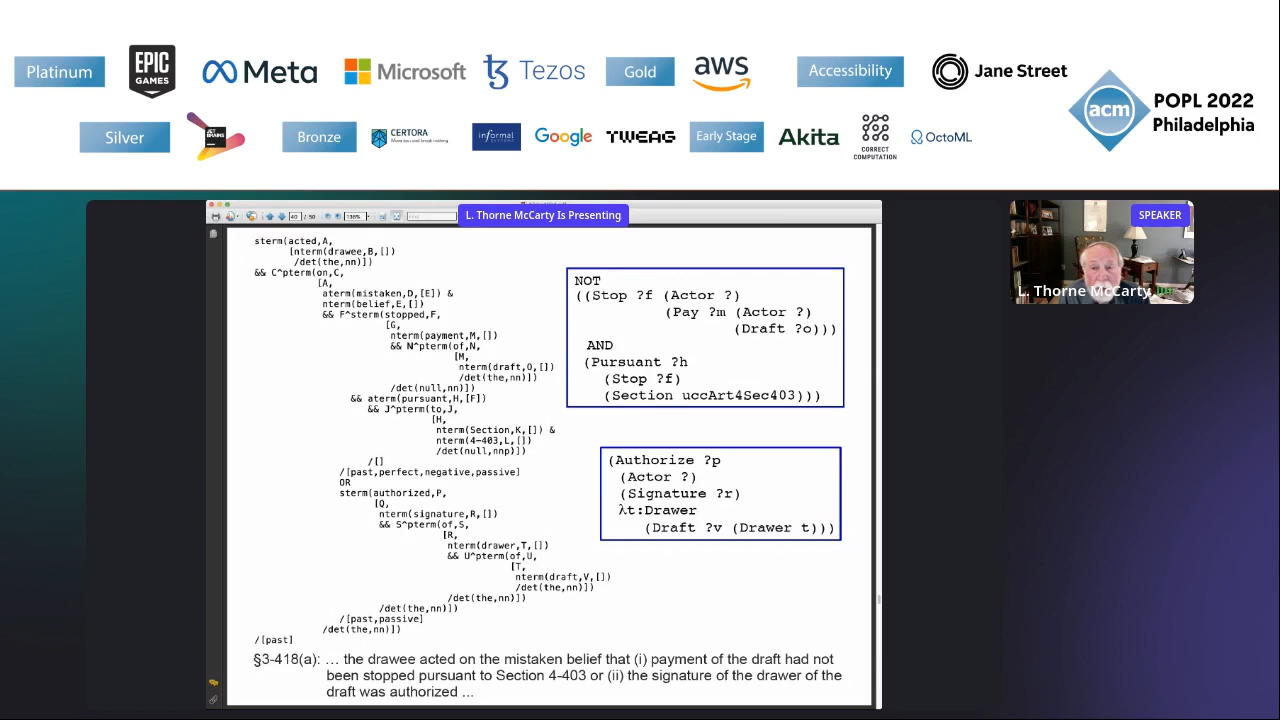 Platinum
EPIC
GAMES
Meta
Microsoft
Tezos
Gold
aws
Accessibility
Jane Street
acm
POPL 2022
Philadelphia
Silver
JET
BRAINS
Bronze
CERTORA
informal
SYSTEMS
Google
TWEAG
Early Stage
Akita
CORRECT
COMPUTATION
OctoML
L. Thorne McCarty Is Presenting
40 / 50
136%
SPEAKER
L. Thorne McCarty
sterm(acted,A,
[nterm(drawee,B,[])
/det(the,nn)])
&& C^pterm(on,C,
[A,
aterm(mistaken,D,[E]) &
nterm(belief,E,[])
&& F^sterm(stopped,F,
[G,
nterm(payment,M,[])
&& N^pterm(of,N,
[M,
nterm(draft,O,[])
/det(the,nn)])
/det(null,nn)])
&& aterm(pursuant,H,[F])
&& J^pterm(to,J,
[H,
nterm(Section,K,[]) &
nterm(4-403,L,[])
/det(null,nnp)])
/[]
/[past,perfect,negative,passive]
OR
sterm(authorized,P,
[Q,
nterm(signature,R,[])
&& S^pterm(of,S,
[R,
nterm(drawer,T,[])
&& U^pterm(of,U,
[T,
nterm(draft,V,[])
/det(the,nn)])
/det(the,nn)])
/det(the,nn)])
/[past,passive]
/det(the,nn)])
/[past]
NOT
((Stop ?f (Actor ?)
(Pay ?m (Actor ?)
(Draft ?o)))
AND
(Pursuant ?h
(Stop ?f)
(Section uccArt4Sec403)))
(Authorize ?p
(Actor ?)
(Signature ?r)
λt:Drawer
(Draft ?v (Drawer t)))
§3-418(a): … the drawee acted on the mistaken belief that (i) payment of the draft had not
been stopped pursuant to Section 4-403 or (ii) the signature of the drawer of the
draft was authorized ...